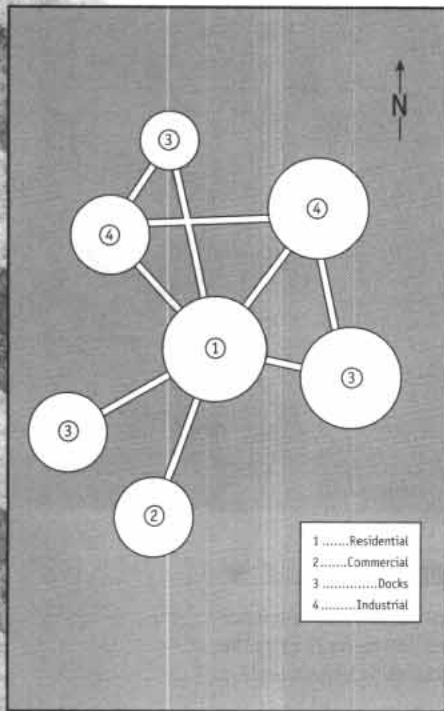 N
③
④
④
①
③
③
②
1 .......Residential
2.......Commercial
3 ..............Docks
4 ..........Industrial